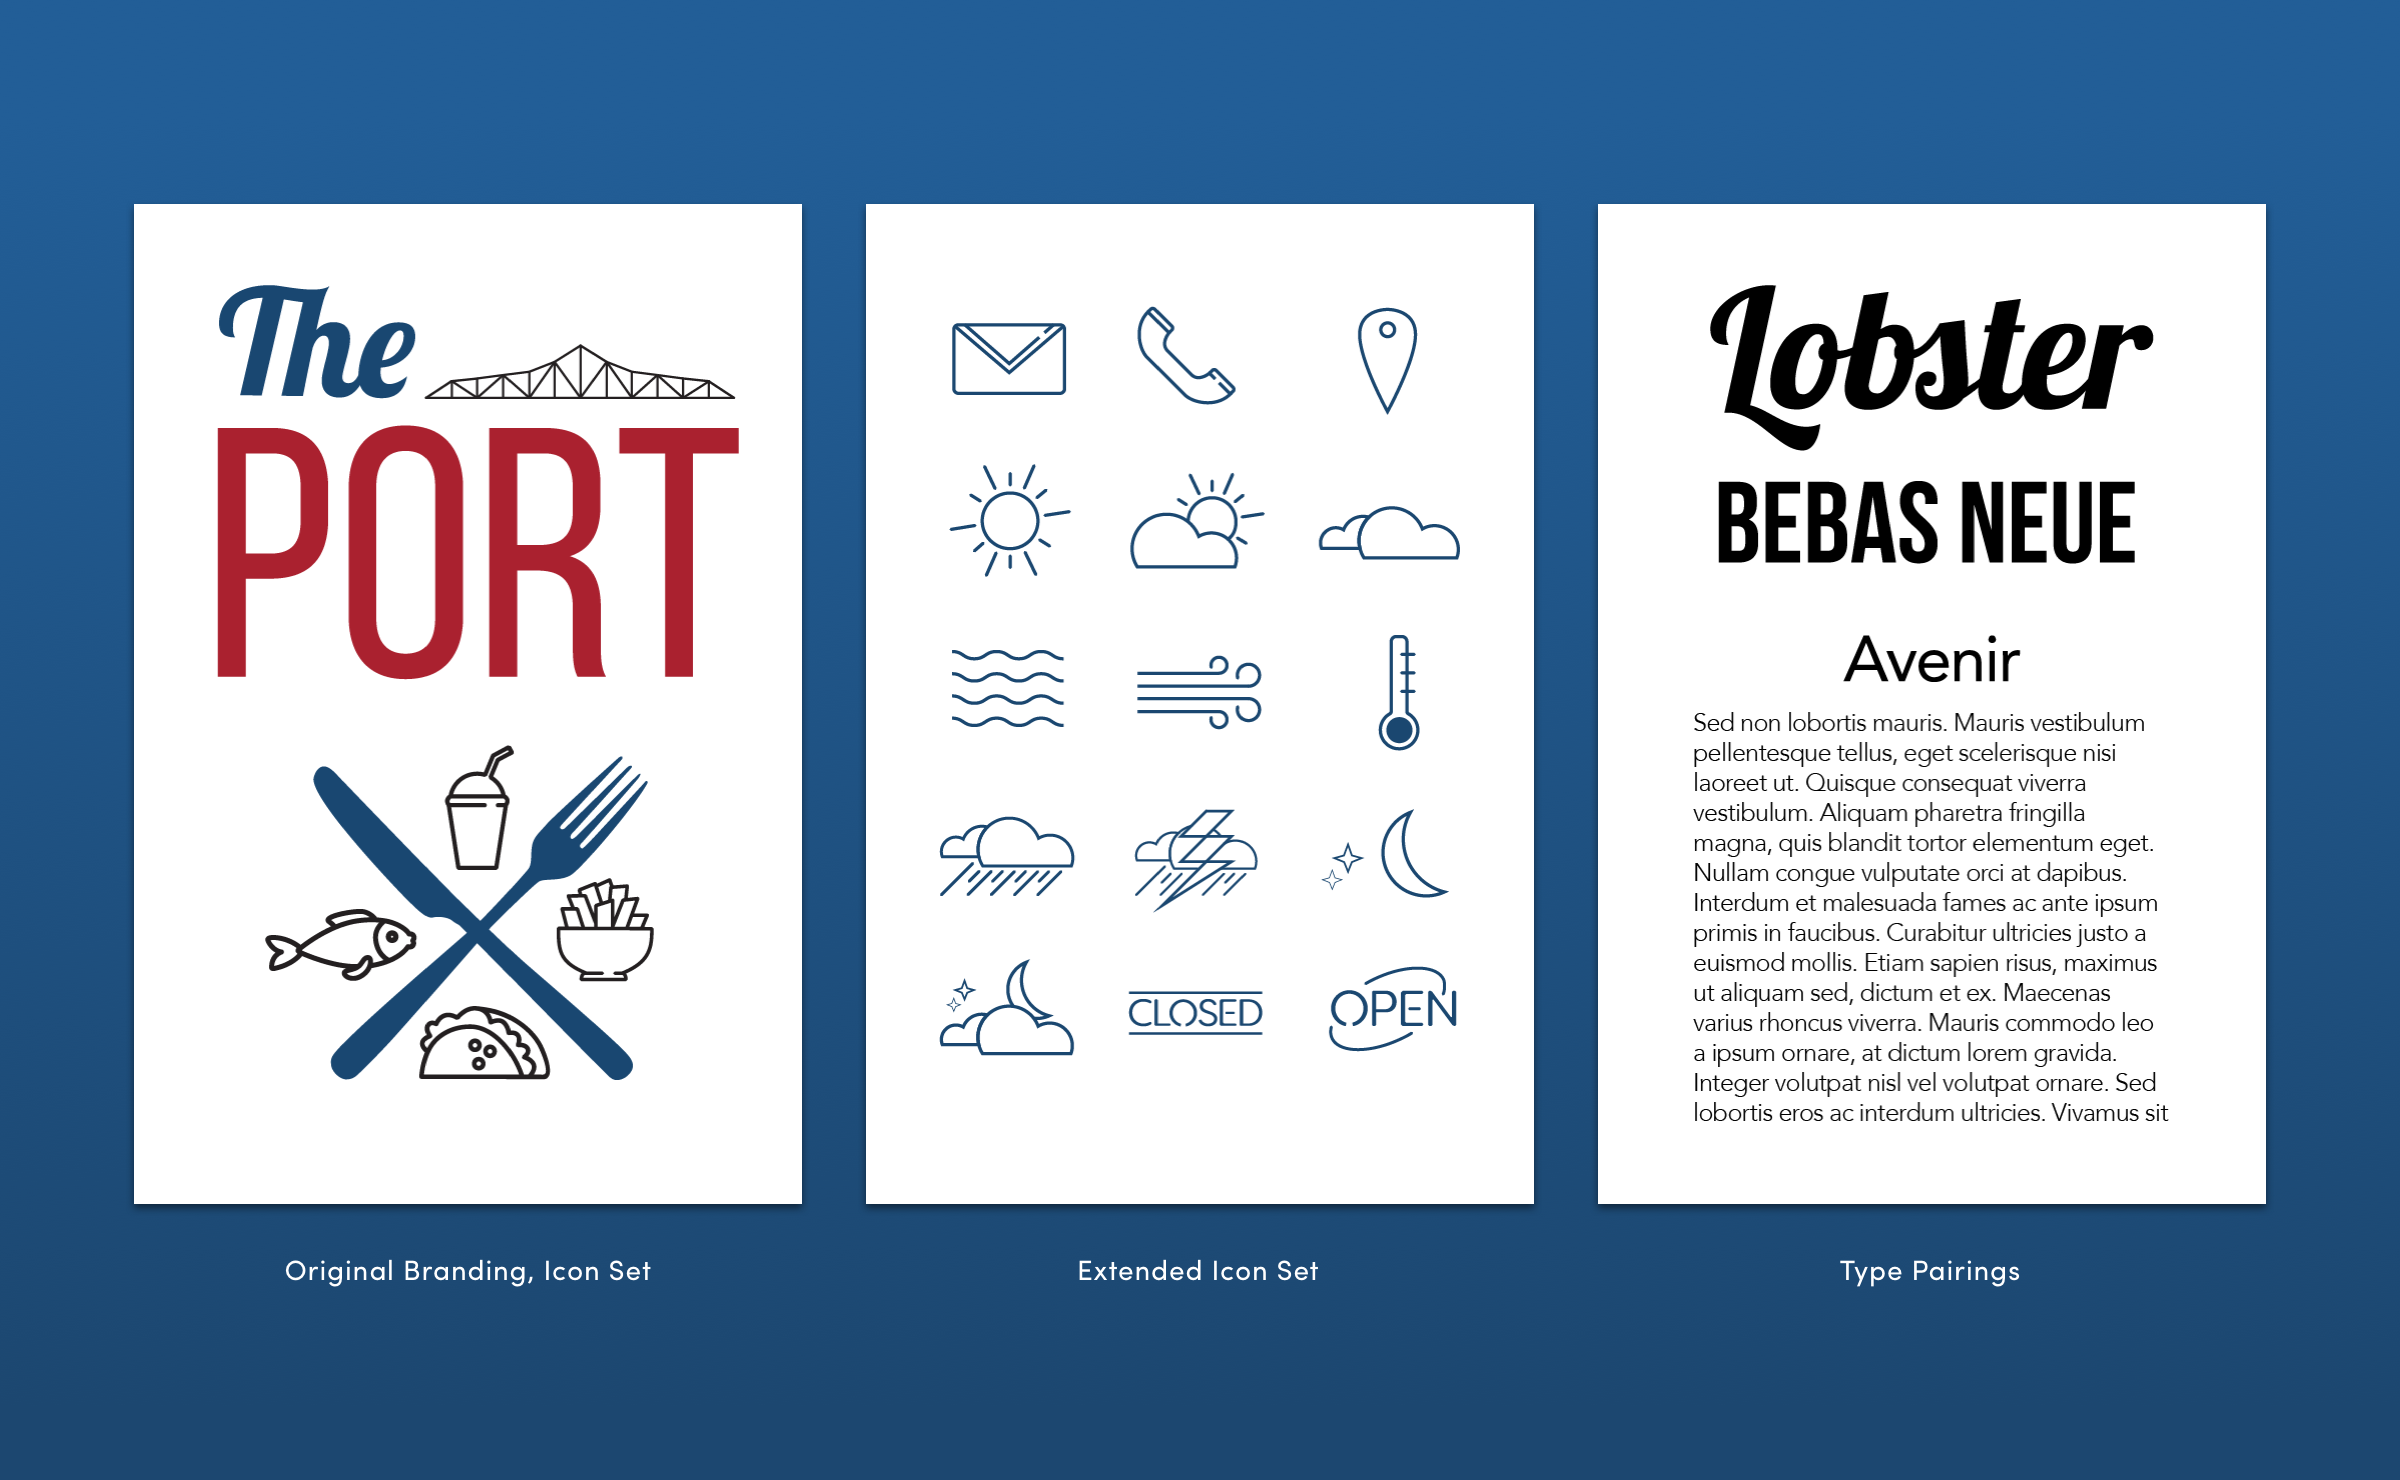 The
PORT
CLOSED
OPEN
Lobster
BEBAS NEUE
Avenir
Sed non lobortis mauris. Mauris vestibulum
pellentesque tellus, eget scelerisque nisi
laoreet ut. Quisque consequat viverra
vestibulum. Aliquam pharetra fringilla
magna, quis blandit tortor elementum eget.
Nullam congue vulputate orci at dapibus.
Interdum et malesuada fames ac ante ipsum
primis in faucibus. Curabitur ultricies justo a
euismod mollis. Etiam sapien risus, maximus
ut aliquam sed, dictum et ex. Maecenas
varius rhoncus viverra. Mauris commodo leo
a ipsum ornare, at dictum lorem gravida.
Integer volutpat nisl vel volutpat ornare. Sed
lobortis eros ac interdum ultricies. Vivamus sit
Original Branding, Icon Set
Extended Icon Set
Type Pairings